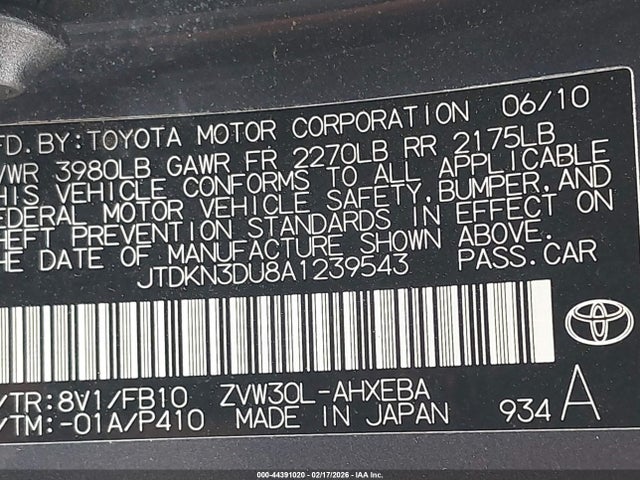 FD. BY: TOYOTA MOTOR CORPORATION 06/10
VWR 3980LB GAWR FR 2270LB RR 2175LB
HIS VEHICLE CONFORMS TO ALL APPLICABLE
FEDERAL MOTOR VEHICLE SAFETY, BUMPER, AND
THEFT PREVENTION STANDARDS IN EFFECT ON
HE DATE OF MANUFACTURE SHOWN ABOVE.
JTDKN3DU8A1239543 PASS. CAR
/TR: 8V1/FB10 ZVW30L-AHXEBA
/TM: -01A/P410 MADE IN JAPAN 934 A
000-44391020 02/17/2026 IAA Inc.